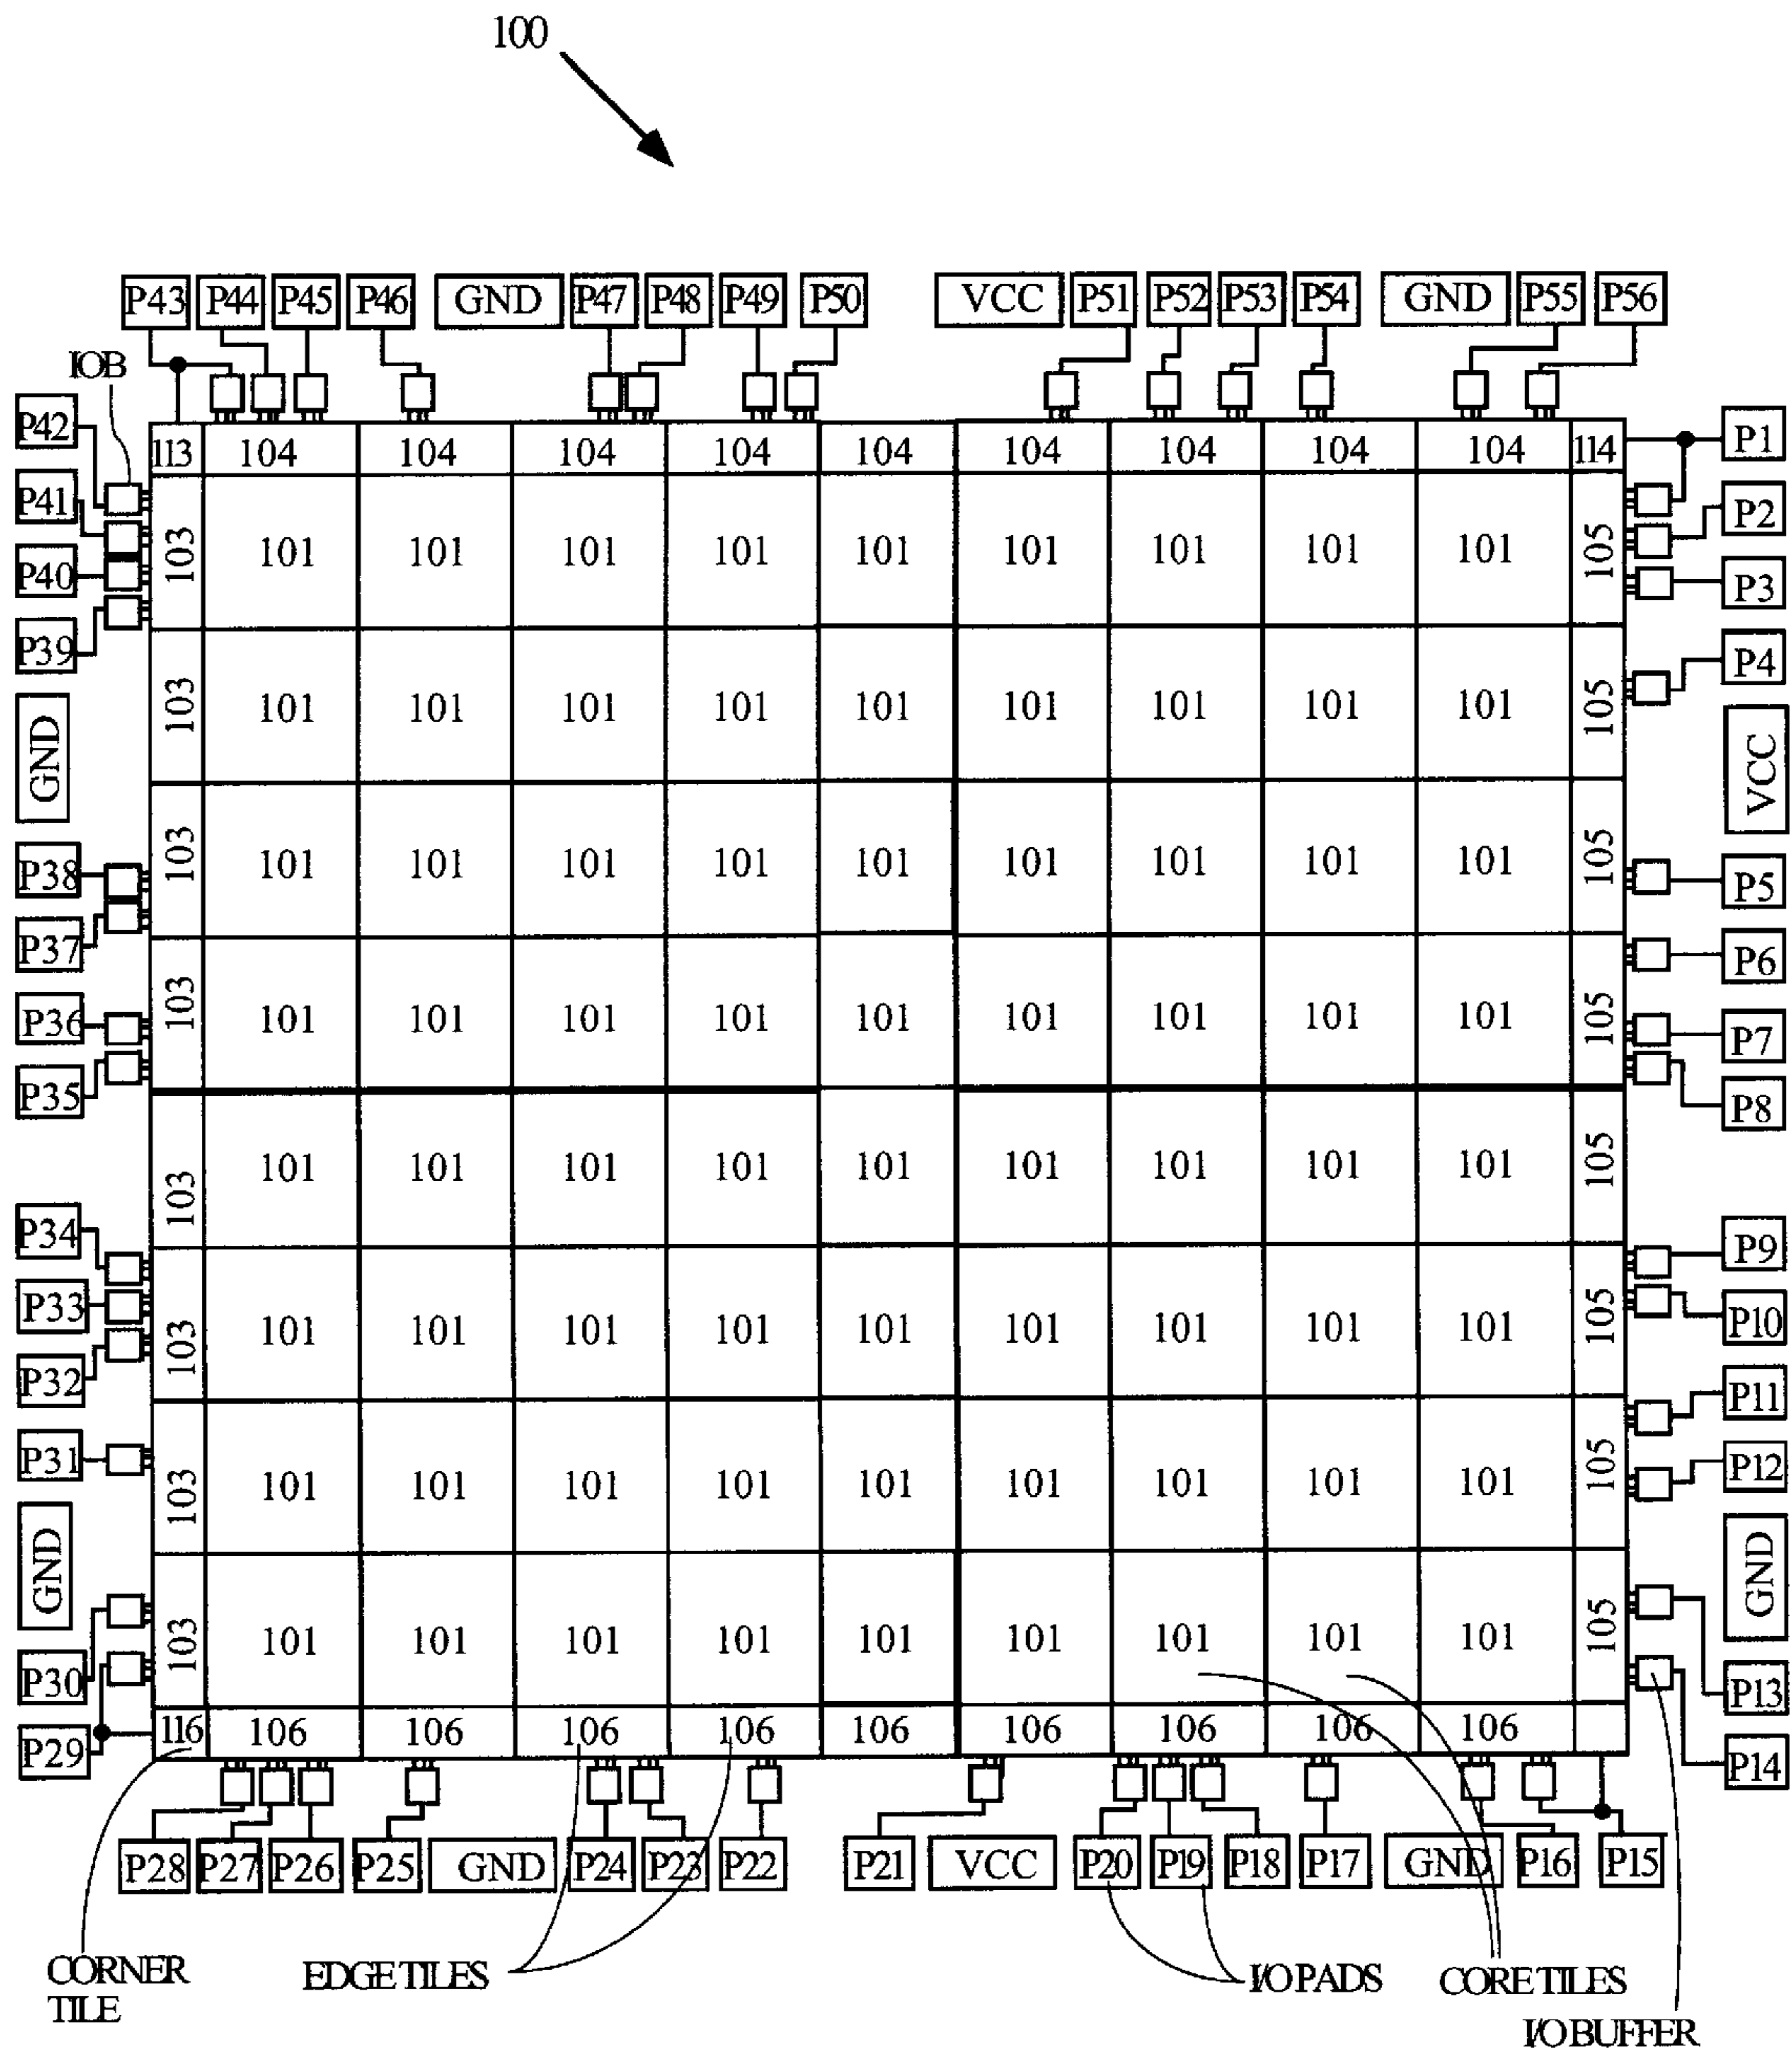 100
P43 P44 P45 P46 GND P47 P48 P49 P50 VCC P51 P52 P53 P54 GND P55 P56
IOB
P42 113 104 104 104 104 104 104 104 104 104 114 P1
P41 P2
103 101 101 101 101 101 101 101 101 101 105
P40 P3
P39 P4
103 101 101 101 101 101 101 101 101 101 105
GND VCC
P38 103 101 101 101 101 101 101 101 101 101 105 P5
P37 P6
P36 103 101 101 101 101 101 101 101 101 101 105 P7
P35 P8
103 101 101 101 101 101 101 101 101 101 105
P34 P9
P33 P10
103 101 101 101 101 101 101 101 101 101 105
P32 P11
P31 P12
103 101 101 101 101 101 101 101 101 101 105
GND GND
103 101 101 101 101 101 101 101 101 101 105
P30 P13
P29 116 106 106 106 106 106 106 106 106 106 P14
P28 P27 P26 P25 GND P24 P23 P22 P21 VCC P20 P19 P18 P17 GND P16 P15
CORNER TILE
EDGE TILES
I/O PADS
CORE TILES
I/O BUFFER